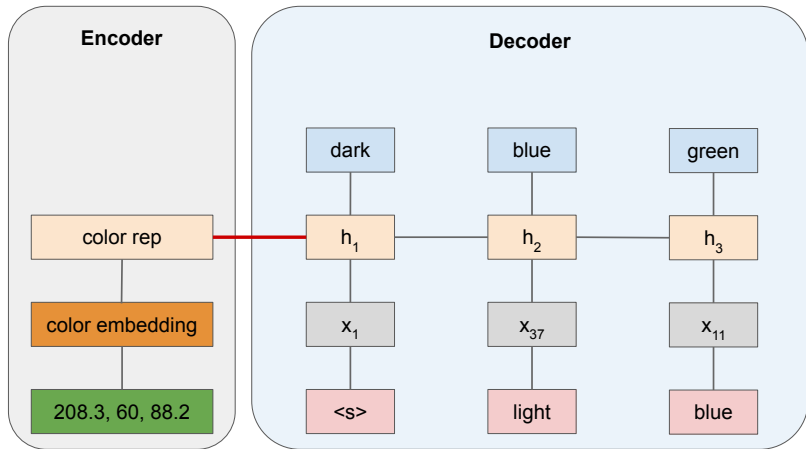 Encoder
Decoder
dark blue green
color rep h₁ h₂ h₃
color embedding x₁ x₃₇ x₁₁
208.3, 60, 88.2 <s> light blue